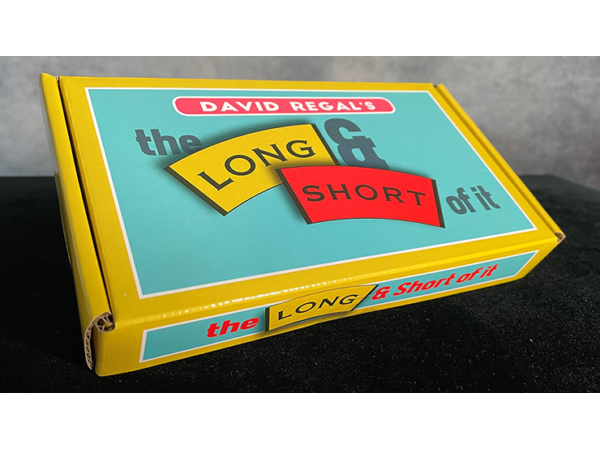 DAVID REGAL'S
the LONG &
SHORT of it
the LONG & Short of it